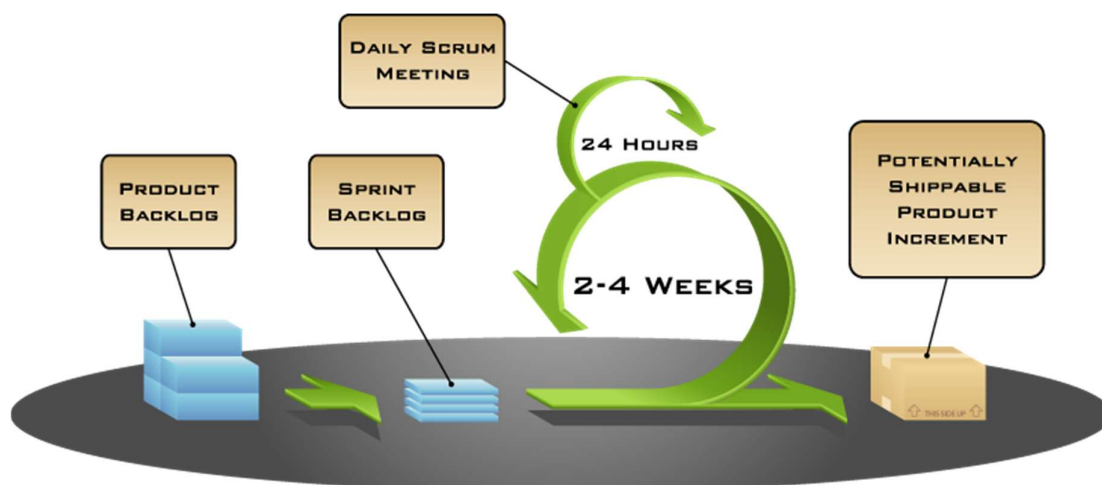 DAILY SCRUM
MEETING
24 HOURS
PRODUCT
BACKLOG
SPRINT
BACKLOG
POTENTIALLY
SHIPPABLE
PRODUCT
INCREMENT
2-4 WEEKS
THIS SIDE UP